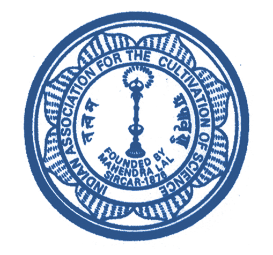 INDIAN ASSOCIATION FOR THE CULTIVATION OF SCIENCE
FOUNDED BY
MAHENDRA LAL
SIRCAR-1876